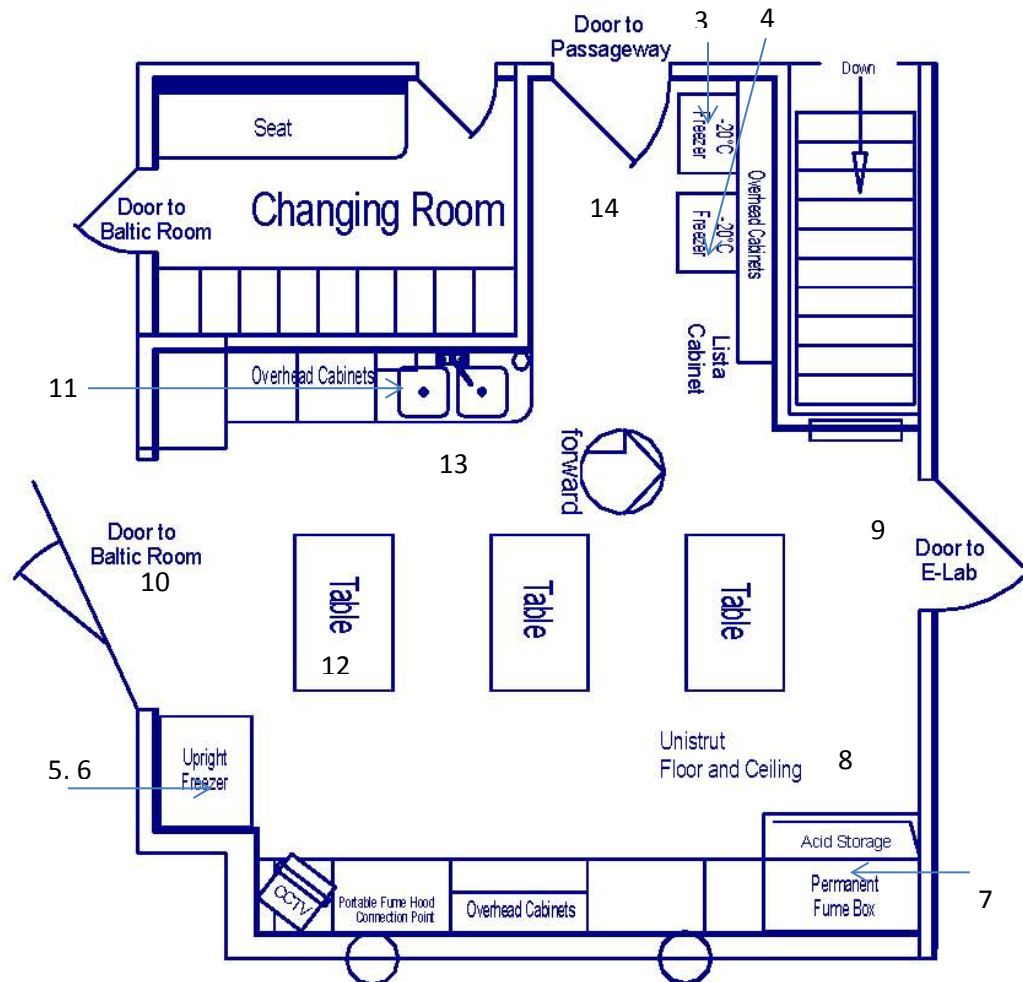 Door to
Passageway
3
4
Down
Seat
-20°C
Freezer
Door to
Baltic Room
Changing Room
14
-20°C
Freezer
Overhead Cabinets
Lista
Cabinet
11
Overhead Cabinets
13
forward
9
Door to
Baltic Room
10
Door to
E-Lab
Table
Table
Table
12
Upright
Freezer
5. 6
Unistrut
Floor and Ceiling
8
Acid Storage
CCTV
Portable Fume Hood
Connection Point
Overhead Cabinets
Permanent
Fume Box
7